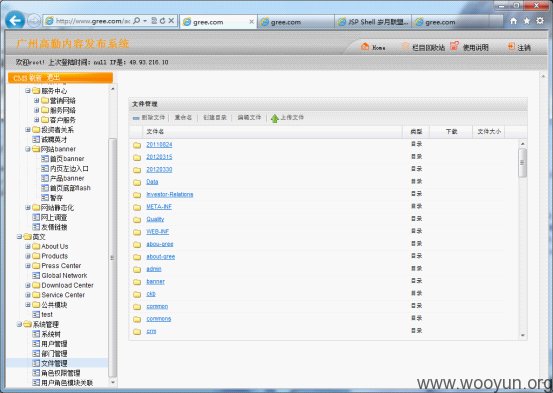 http://www.gree.com/ac
gree.com
gree.com
JSP Shell 岁月联盟...
gree.com
广州高勤内容发布系统
Home
栏目回收站
使用说明
注销
欢迎root! 上次登陆时间: null IP是: 49.93.216.10
CMS 刷新 退出
服务中心
营销网络
服务网络
客户服务
投资者关系
诚聘英才
网站banner
首页banner
内页左边入口
产品banner
首页底部flash
暂存
网站静态化
网上调查
友情链接
英文
About Us
Products
Press Center
Global Network
Download Center
Service Center
公共模块
test
系统管理
系统树
用户管理
部门管理
文件管理
角色权限管理
用户角色模块关联
文件管理
删除文件 重命名 创建目录 编辑文件 上传文件
文件名 类型 下载 文件大小
20110824 目录
20120315 目录
20120330 目录
Data 目录
Investor-Relations 目录
META-INF 目录
Quality 目录
WEB-INF 目录
abou-gree 目录
about-gree 目录
admin 目录
banner 目录
ckp 目录
common 目录
commons 目录
crm 目录
www.wooyun.org